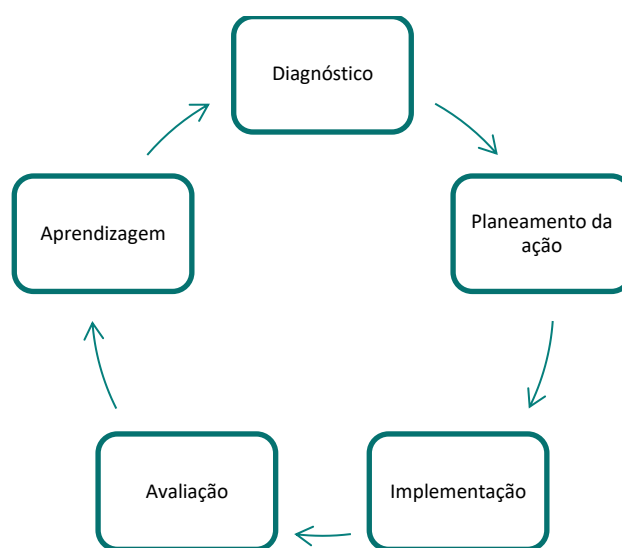 Diagnóstico
Planeamento da
ação
Implementação
Avaliação
Aprendizagem